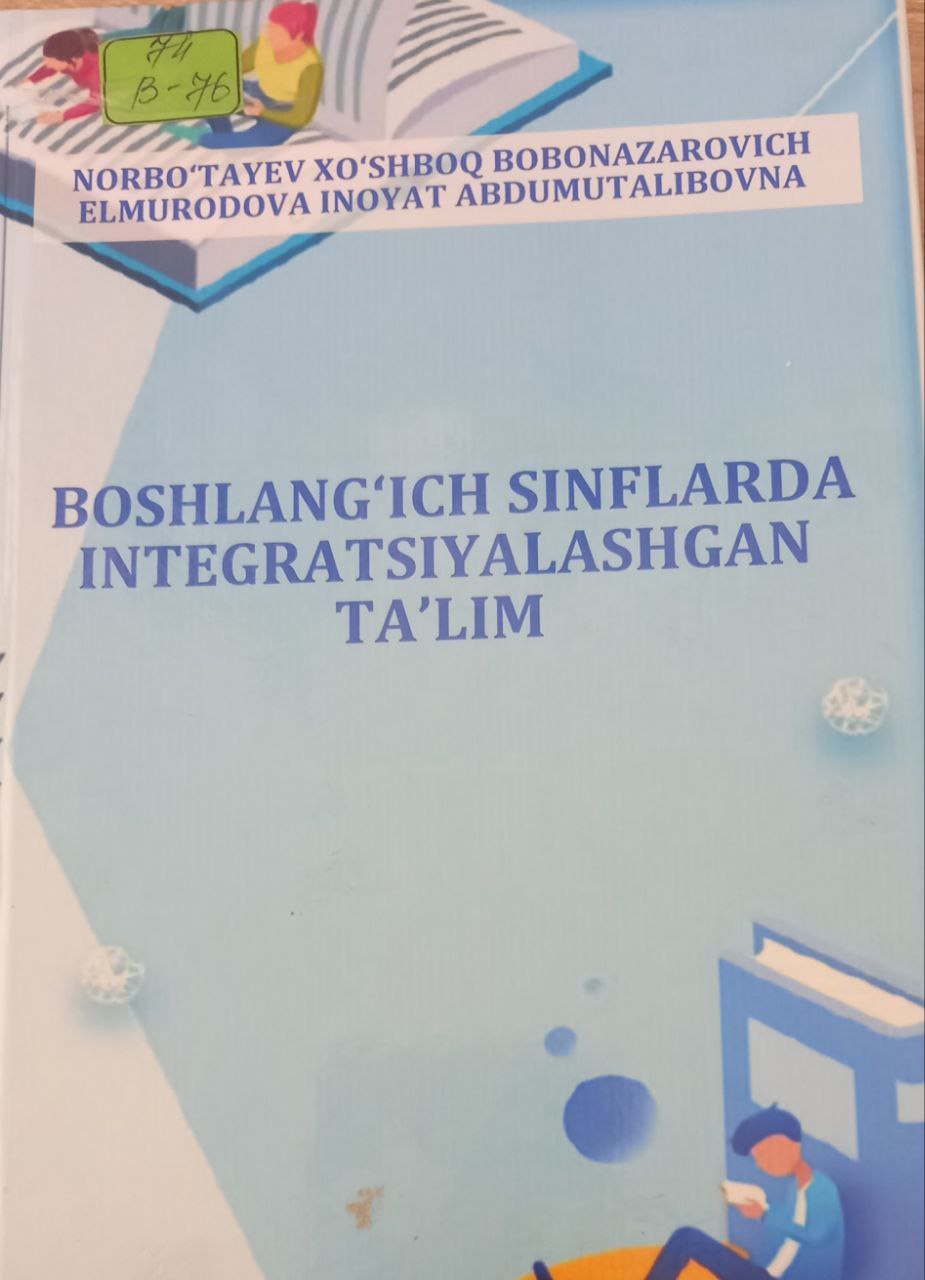 74
B-76
NORBO‘TAYEV XO‘SHBOQ BOBONAZAROVICH
ELMURODOVA INOYAT ABDUMUTALIBOVNA
BOSHLANG‘ICH SINFLARDA
INTEGRATSIYALASHGAN
TA’LIM